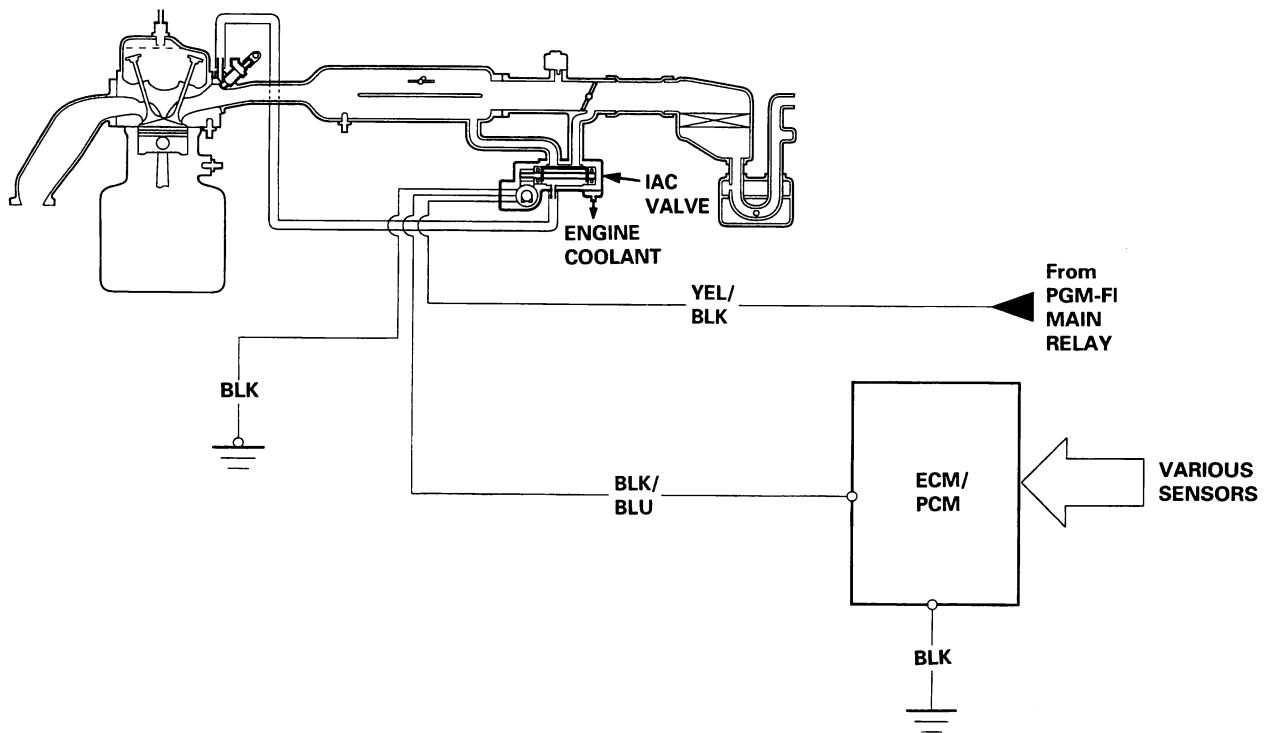 IAC
VALVE
ENGINE
COOLANT
From
PGM-FI
MAIN
RELAY
YEL/
BLK
BLK
BLK/
BLU
ECM/
PCM
VARIOUS
SENSORS
BLK